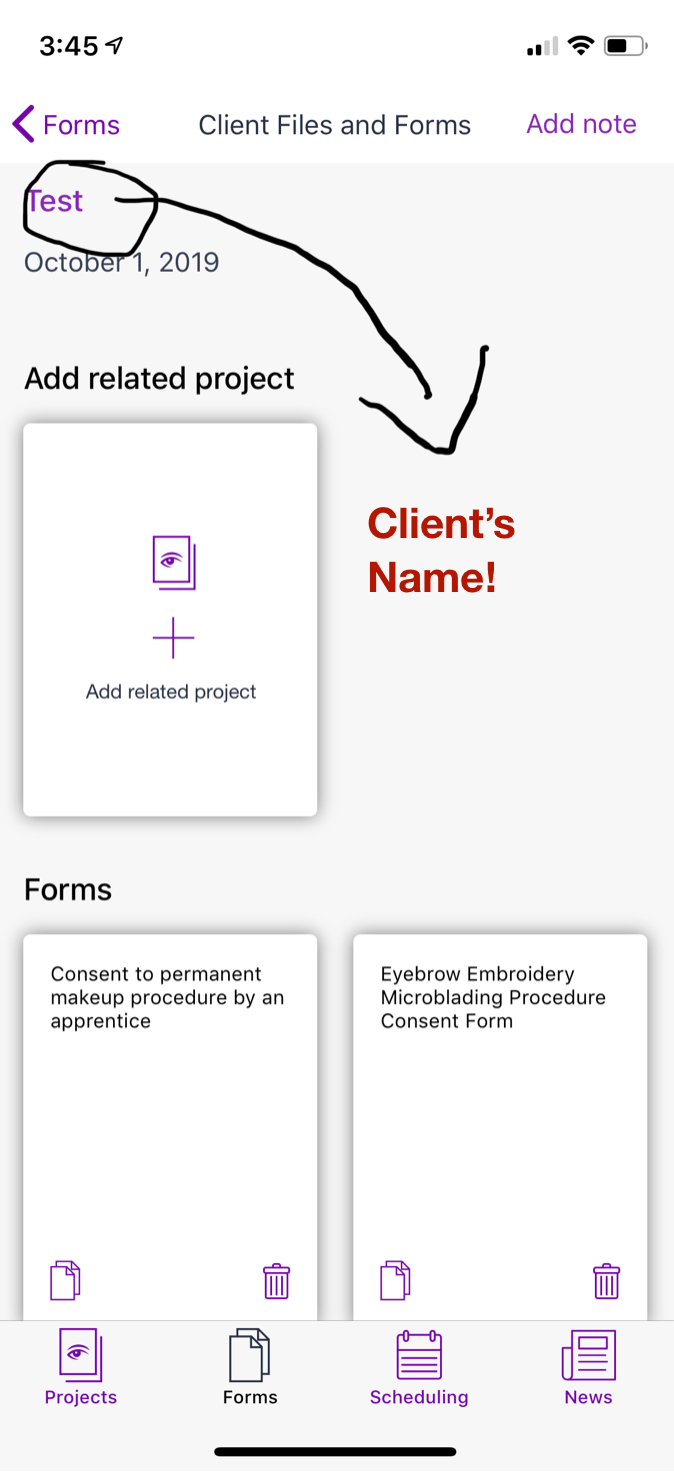 3:45
Forms
Client Files and Forms
Add note
Test
October 1, 2019
Add related project
Add related project
Client’s
Name!
Forms
Consent to permanent
makeup procedure by an
apprentice
Eyebrow Embroidery
Microblading Procedure
Consent Form
Projects
Forms
Scheduling
News